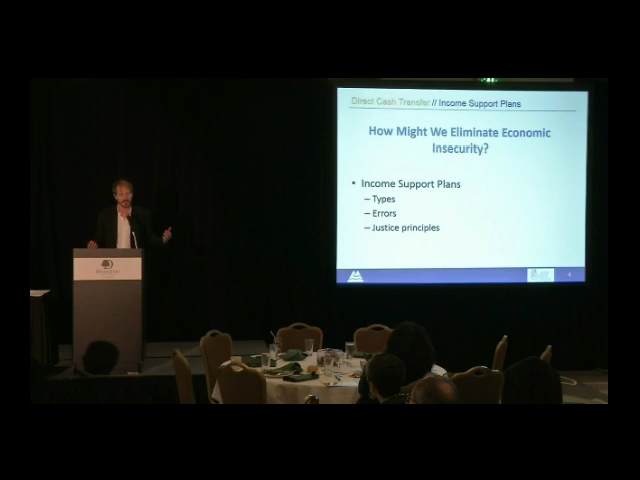 Direct Cash Transfer // Income Support Plans
How Might We Eliminate Economic
Insecurity?
• Income Support Plans
– Types
– Errors
– Justice principles